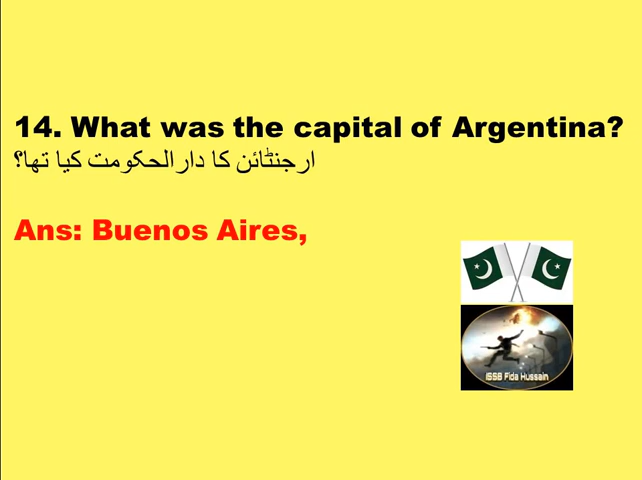 14. What was the capital of Argentina?
ارجنٹائن کا دارالحکومت کیا تھا؟
Ans: Buenos Aires,
ISSB Fida Hussain